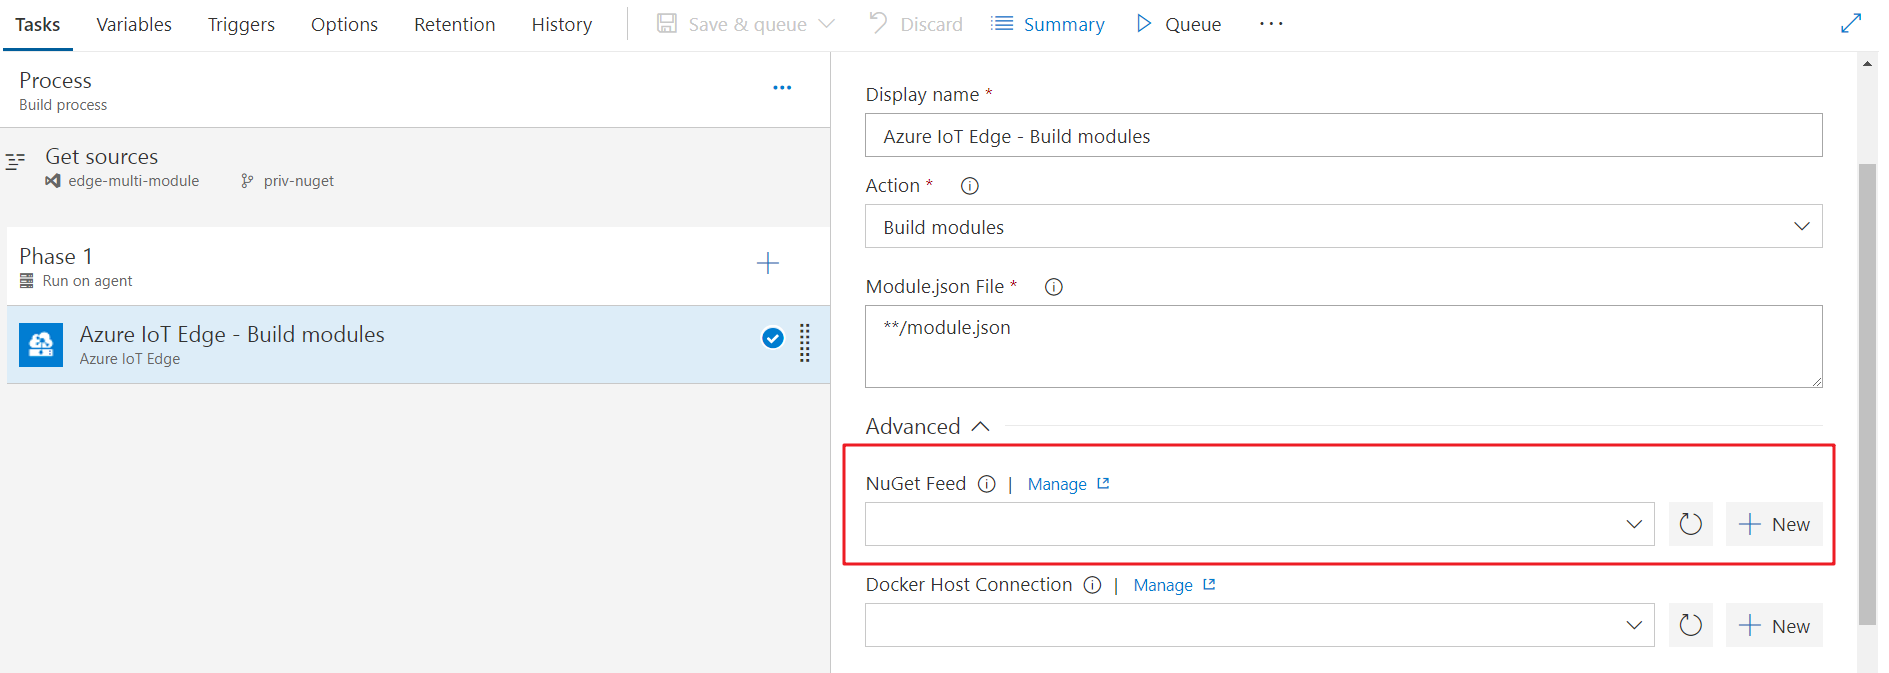 Tasks Variables Triggers Options Retention History Save & queue Discard Summary Queue ...
Process
Build process
Get sources
edge-multi-module priv-nuget
Phase 1
Run on agent
Azure IoT Edge - Build modules
Azure IoT Edge
Display name *
Azure IoT Edge - Build modules
Action *
Build modules
Module.json File *
**/module.json
Advanced
NuGet Feed | Manage
New
Docker Host Connection | Manage
New